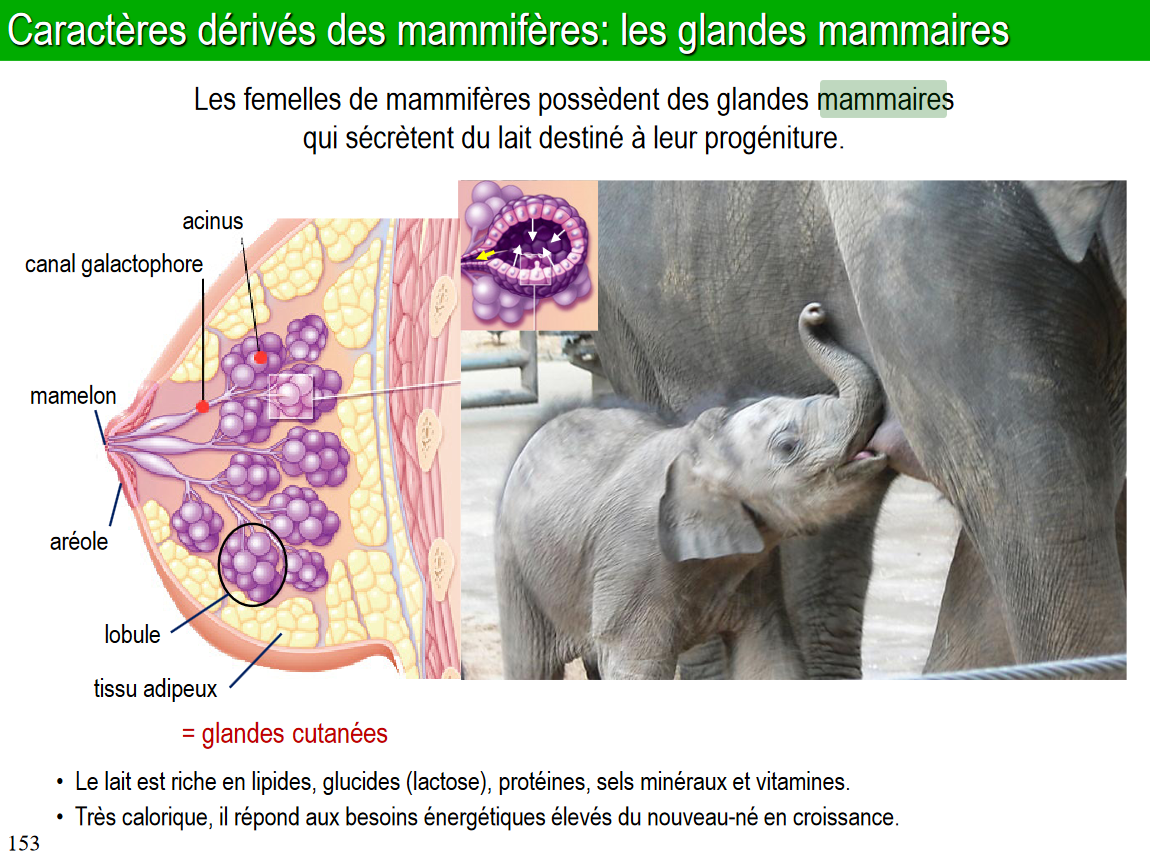 Caractères dérivés des mammifères: les glandes mammaires
Les femelles de mammifères possèdent des glandes mammaires
qui sécrètent du lait destiné à leur progéniture.
acinus
canal galactophore
mamelon
aréole
lobule
tissu adipeux
= glandes cutanées
• Le lait est riche en lipides, glucides (lactose), protéines, sels minéraux et vitamines.
• Très calorique, il répond aux besoins énergétiques élevés du nouveau-né en croissance.
153